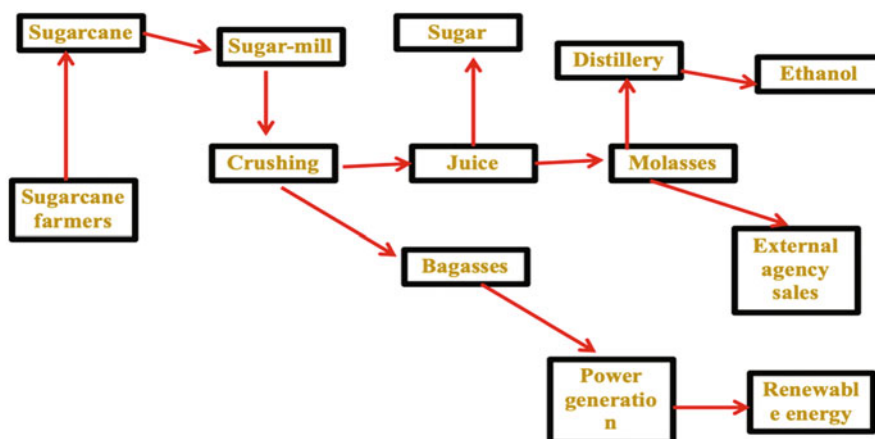 Sugarcane
Sugar-mill
Sugar
Distillery
Ethanol
Crushing
Juice
Molasses
Sugarcane
farmers
External
agency
sales
Bagasses
Power
generatio
n
Renewabl
e energy